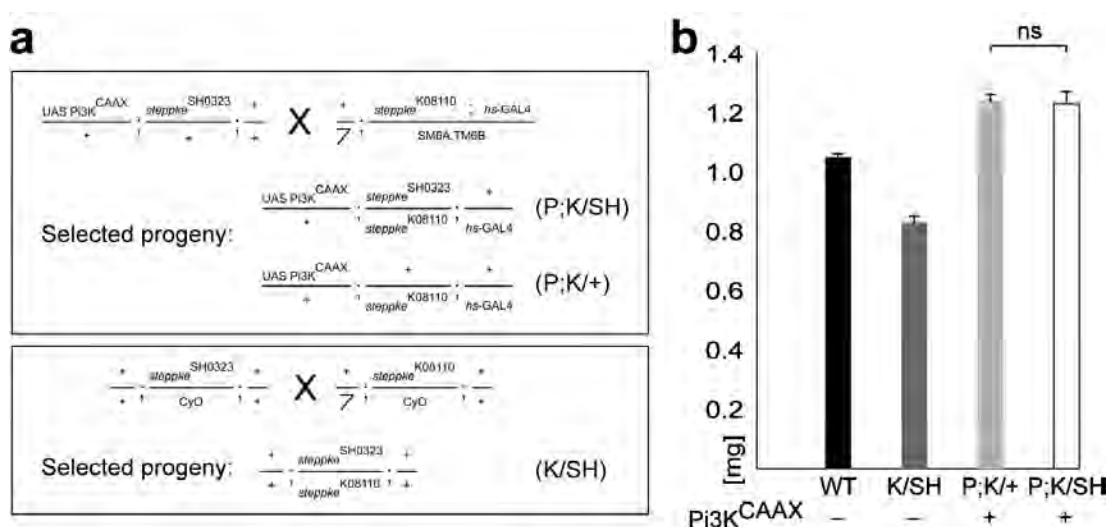 a
UAS Pi3K CAAX ; steppke SH0323 ; + X + ; steppke K08110 ; hs-GAL4
+ ; + ; + 7 SM6A.TM6B
UAS Pi3K CAAX ; steppke SH0323 ; + (P;K/SH)
+ ; steppke K08110 ; hs-GAL4
Selected progeny:
UAS Pi3K CAAX ; + ; + (P;K/+)
+ ; steppke K08110 ; hs-GAL4
+ ; steppke SH0323 ; + X + ; steppke K08110 ; +
+ ; CyO ; + 7 ; CyO ; +
Selected progeny: + ; steppke SH0323 ; + (K/SH)
+ ; steppke K08110 ; +
b
ns
1.4
1.2
1.0
0.8
0.6
0.4
0.2
[mg]
WT K/SH P;K/+ P;K/SH
Pi3K CAAX - - + +